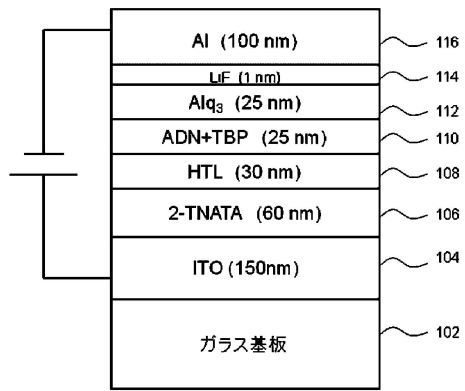 Al (100 nm)
116
LiF (1 nm)
114
Alq₃ (25 nm)
112
ADN+TBP (25 nm)
110
HTL (30 nm)
108
2-TNATA (60 nm)
106
ITO (150nm)
104
ガラス基板
102